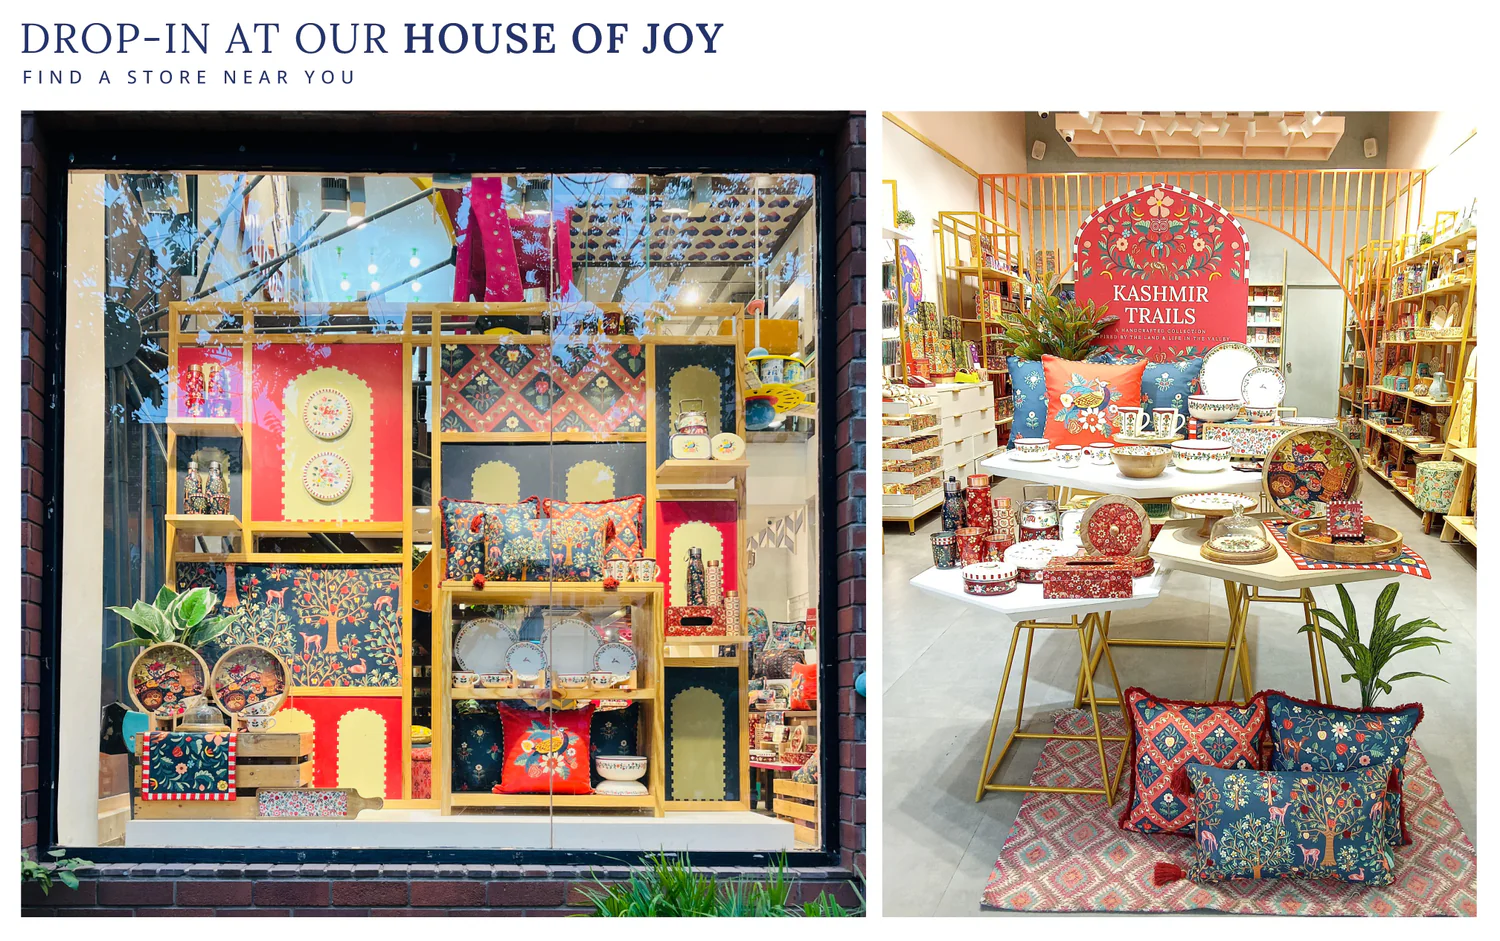 DROP-IN AT OUR HOUSE OF JOY
FIND A STORE NEAR YOU
KASHMIR
TRAILS
A HANDCRAFTED COLLECTION
INSPIRED BY THE LAND & LIFE IN THE VALLEY